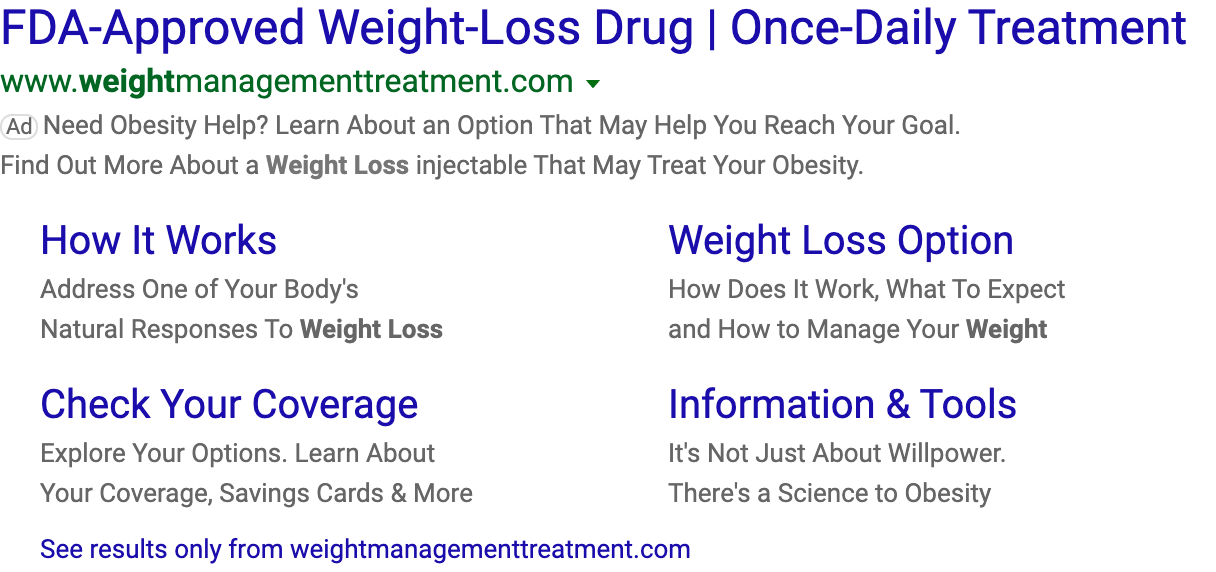 FDA-Approved Weight-Loss Drug | Once-Daily Treatment
www.weightmanagementtreatment.com
Ad Need Obesity Help? Learn About an Option That May Help You Reach Your Goal.
Find Out More About a Weight Loss injectable That May Treat Your Obesity.
How It Works
Address One of Your Body's
Natural Responses To Weight Loss
Weight Loss Option
How Does It Work, What To Expect
and How to Manage Your Weight
Check Your Coverage
Explore Your Options. Learn About
Your Coverage, Savings Cards & More
Information & Tools
It's Not Just About Willpower.
There's a Science to Obesity
See results only from weightmanagementtreatment.com